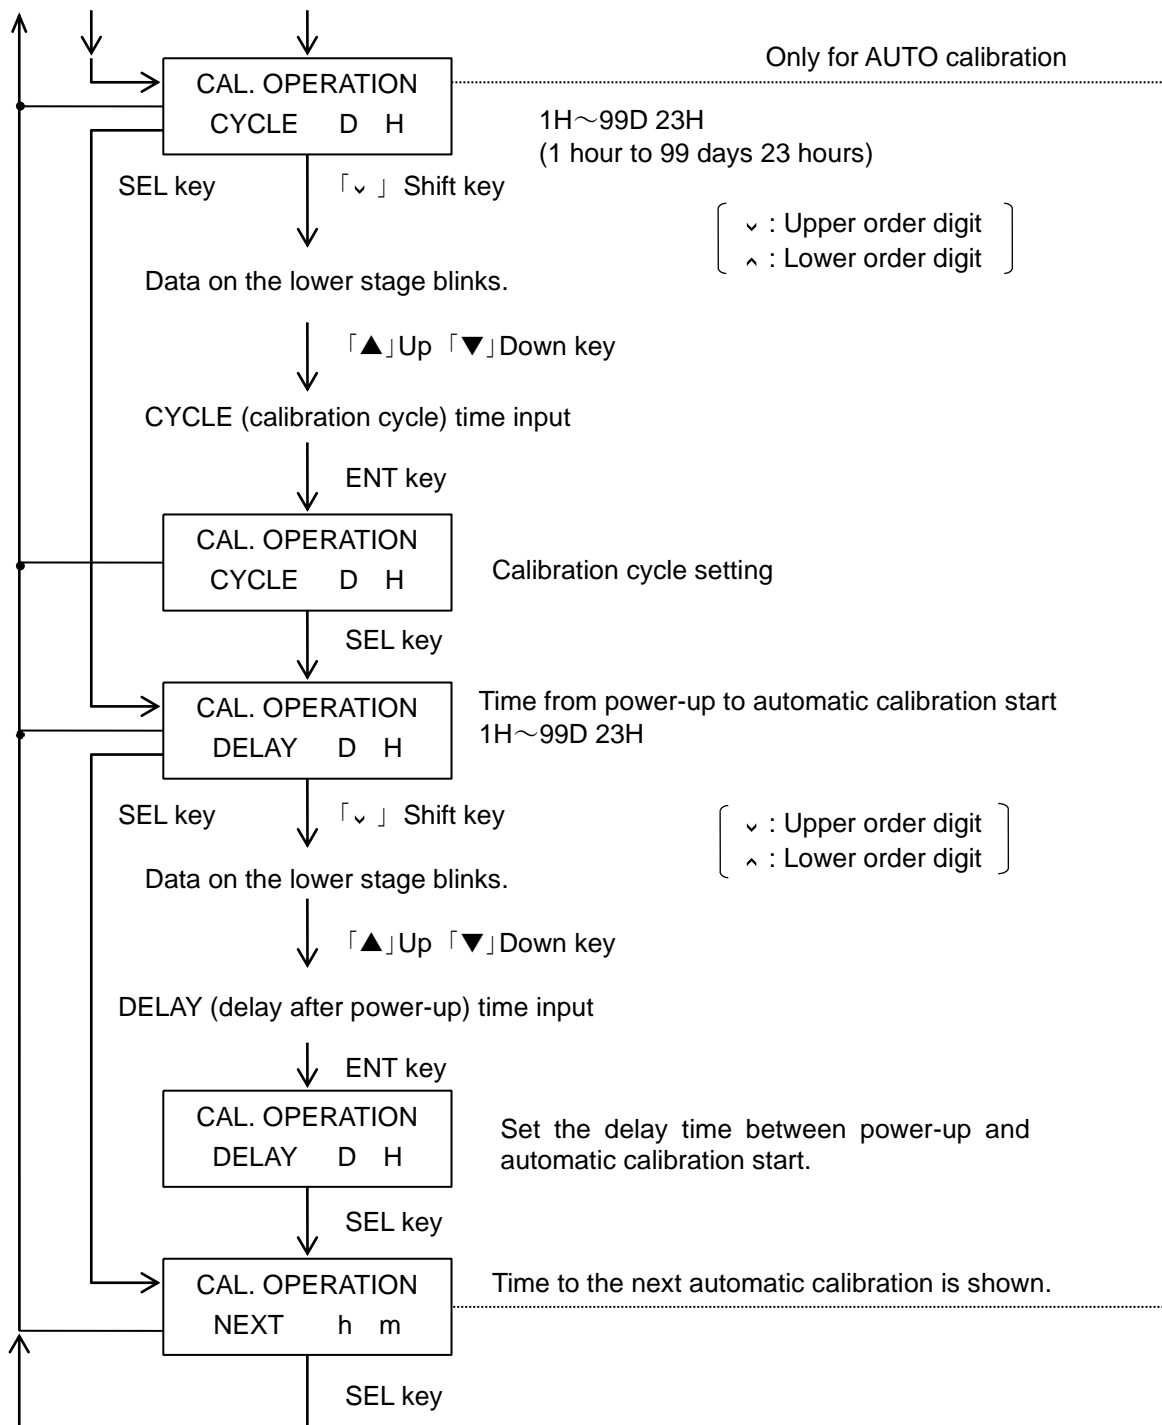 Only for AUTO calibration
CAL. OPERATION
CYCLE D H
1H～99D 23H
(1 hour to 99 days 23 hours)
SEL key
「⌄」 Shift key
⌄ : Upper order digit
⌃ : Lower order digit
Data on the lower stage blinks.
「▲」Up 「▼」Down key
CYCLE (calibration cycle) time input
ENT key
CAL. OPERATION
CYCLE D H
Calibration cycle setting
SEL key
CAL. OPERATION
DELAY D H
Time from power-up to automatic calibration start
1H～99D 23H
SEL key
「⌄」 Shift key
⌄ : Upper order digit
⌃ : Lower order digit
Data on the lower stage blinks.
「▲」Up 「▼」Down key
DELAY (delay after power-up) time input
ENT key
CAL. OPERATION
DELAY D H
Set the delay time between power-up and
automatic calibration start.
SEL key
CAL. OPERATION
NEXT h m
Time to the next automatic calibration is shown.
SEL key